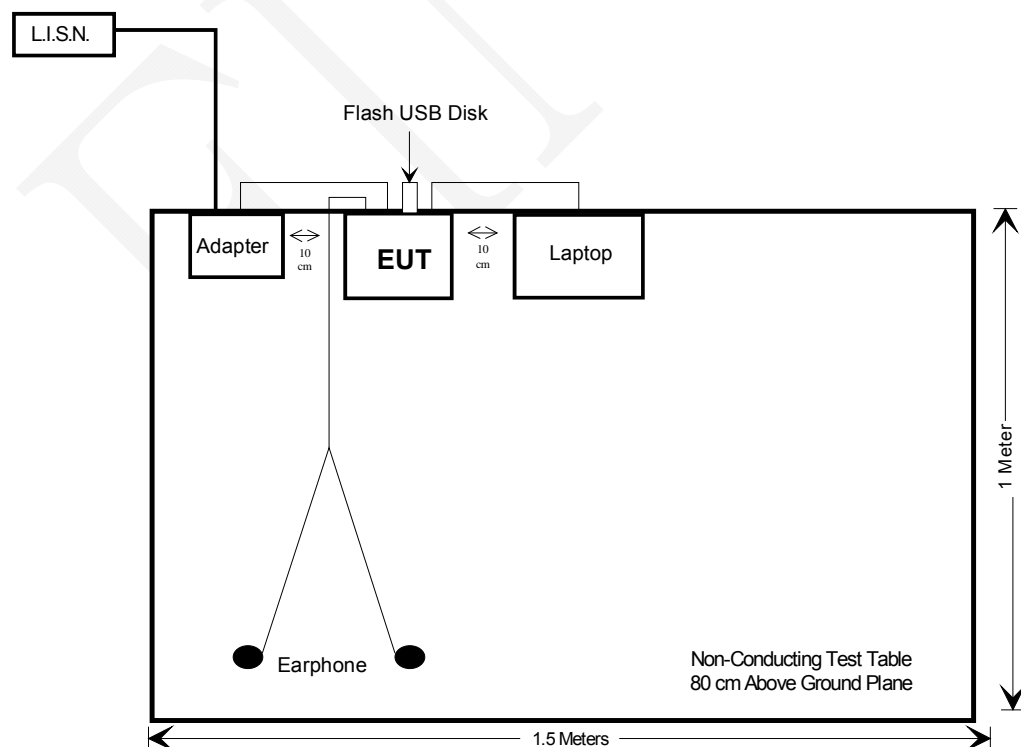 L.I.S.N.
Flash USB Disk
Adapter
10
cm
EUT
10
cm
Laptop
1 Meter
Earphone
Non-Conducting Test Table
80 cm Above Ground Plane
1.5 Meters